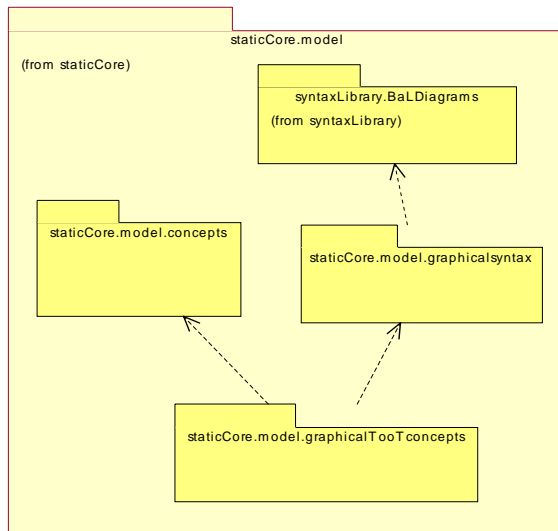 staticCore.model
(from staticCore)
syntaxLibrary.BaLDiagrams
(from syntaxLibrary)
staticCore.model.concepts
staticCore.model.graphicalsyntax
staticCore.model.graphicalTooTconcepts